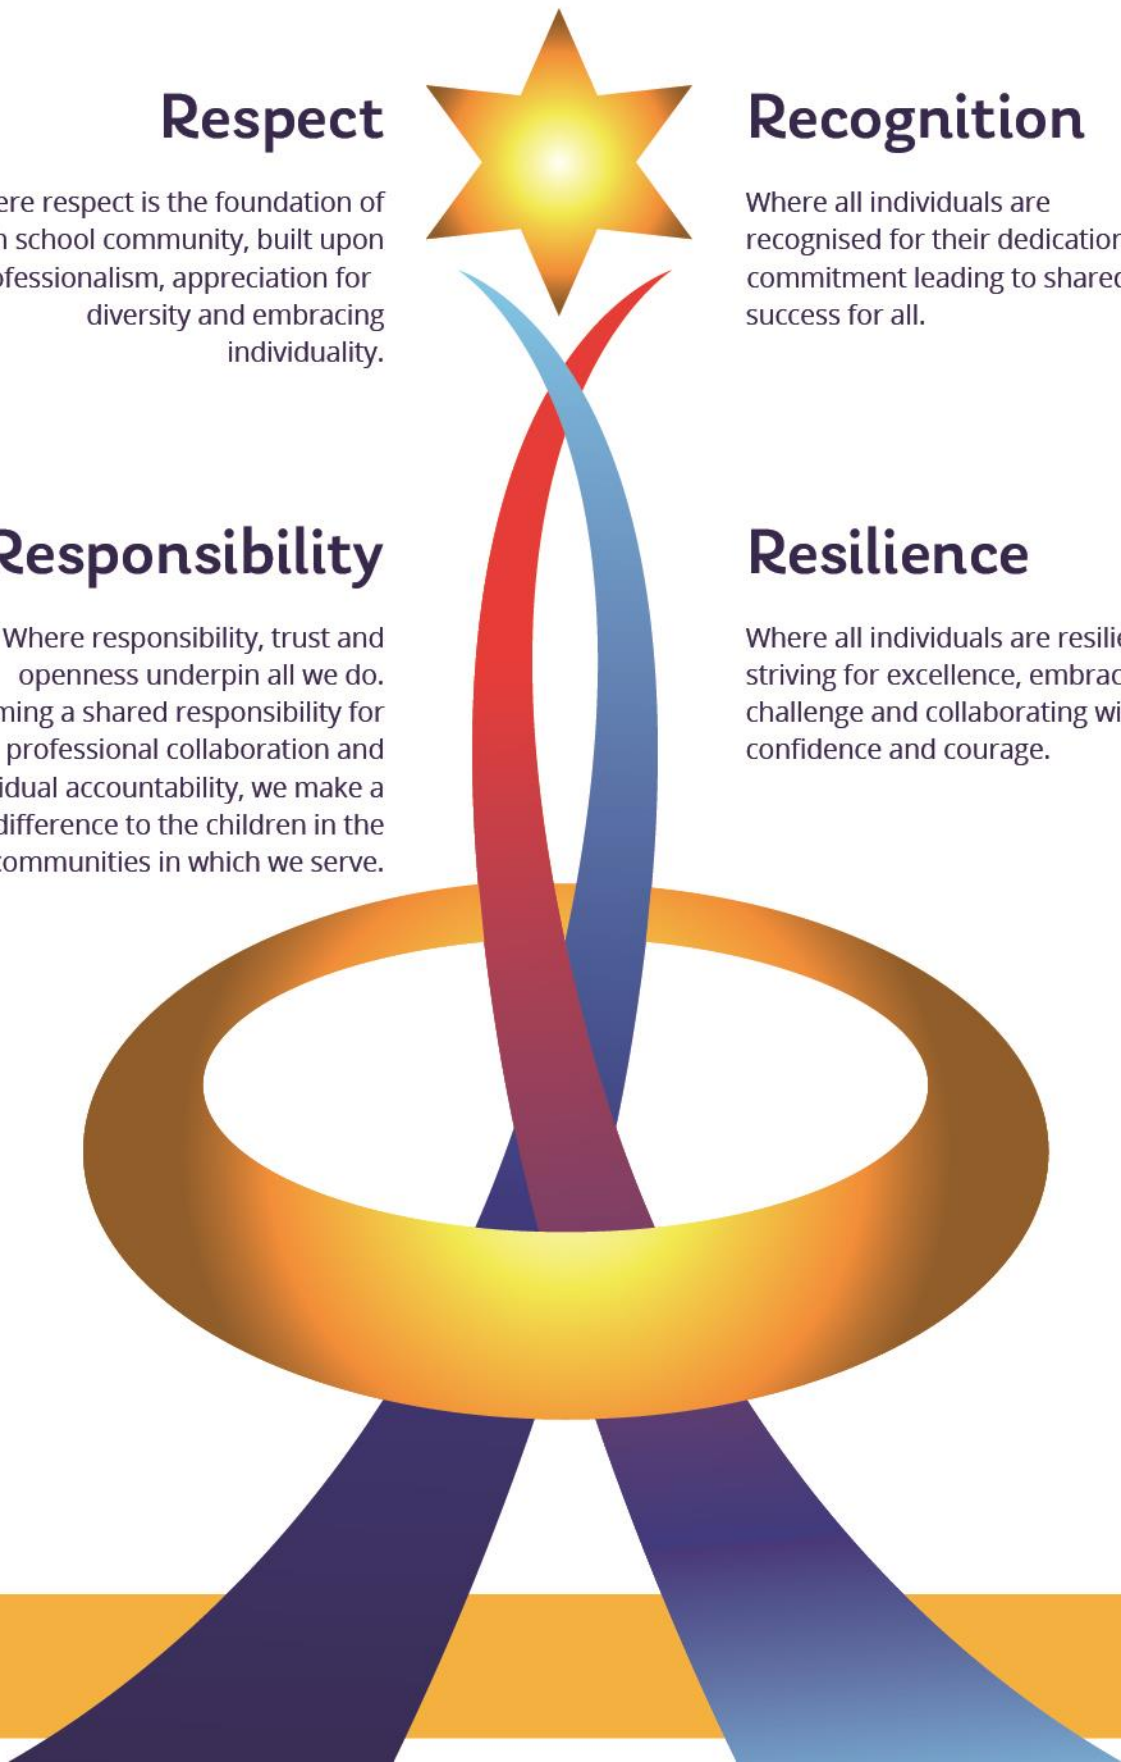 Respect
ere respect is the foundation of
school community, built upon
ofessionalism, appreciation for
diversity and embracing
individuality.
Recognition
Where all individuals are
recognised for their dedication
commitment leading to shared
success for all.
Responsibility
Where responsibility, trust and
openness underpin all we do.
ming a shared responsibility for
professional collaboration and
idual accountability, we make a
difference to the children in the
communities in which we serve.
Resilience
Where all individuals are resilie
striving for excellence, embrac
challenge and collaborating wi
confidence and courage.